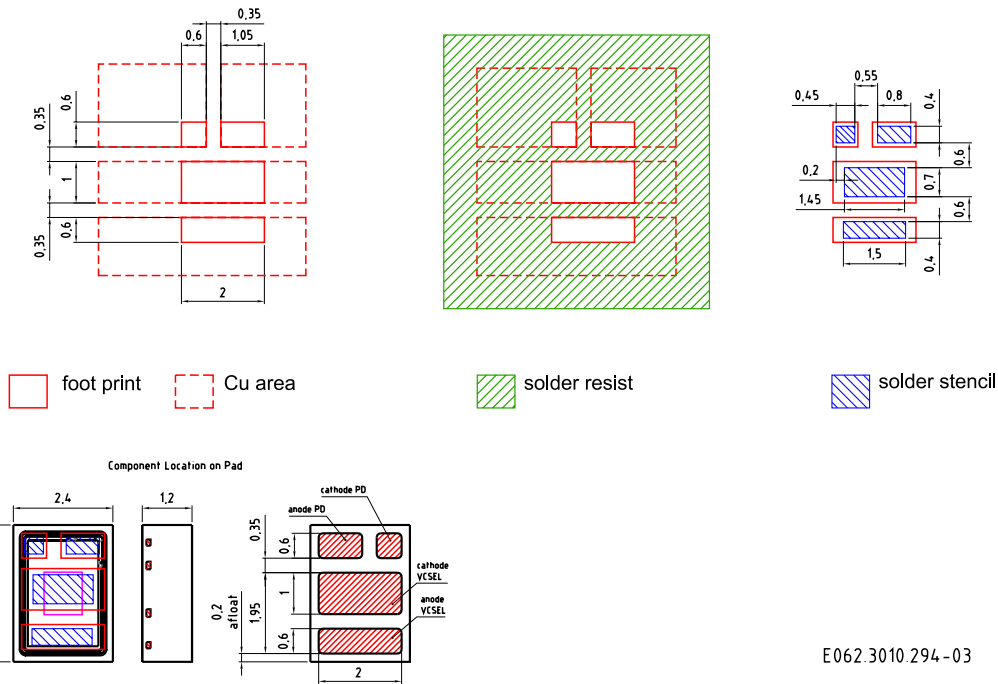 0,35
0,6
1,05
0,6
0,35
1
0,6
0,35
2
0,55
0,45
0,8
0,4
0,6
0,2
0,7
1,45
0,6
1,5
0,4
foot print
Cu area
solder resist
solder stencil
Component Location on Pad
2,4
1,2
cathode PD
anode PD
0,35
0,6
cathode
VCSEL
1
1,95
anode
VCSEL
0,2
afloat
0,6
2
E062.3010.294-03